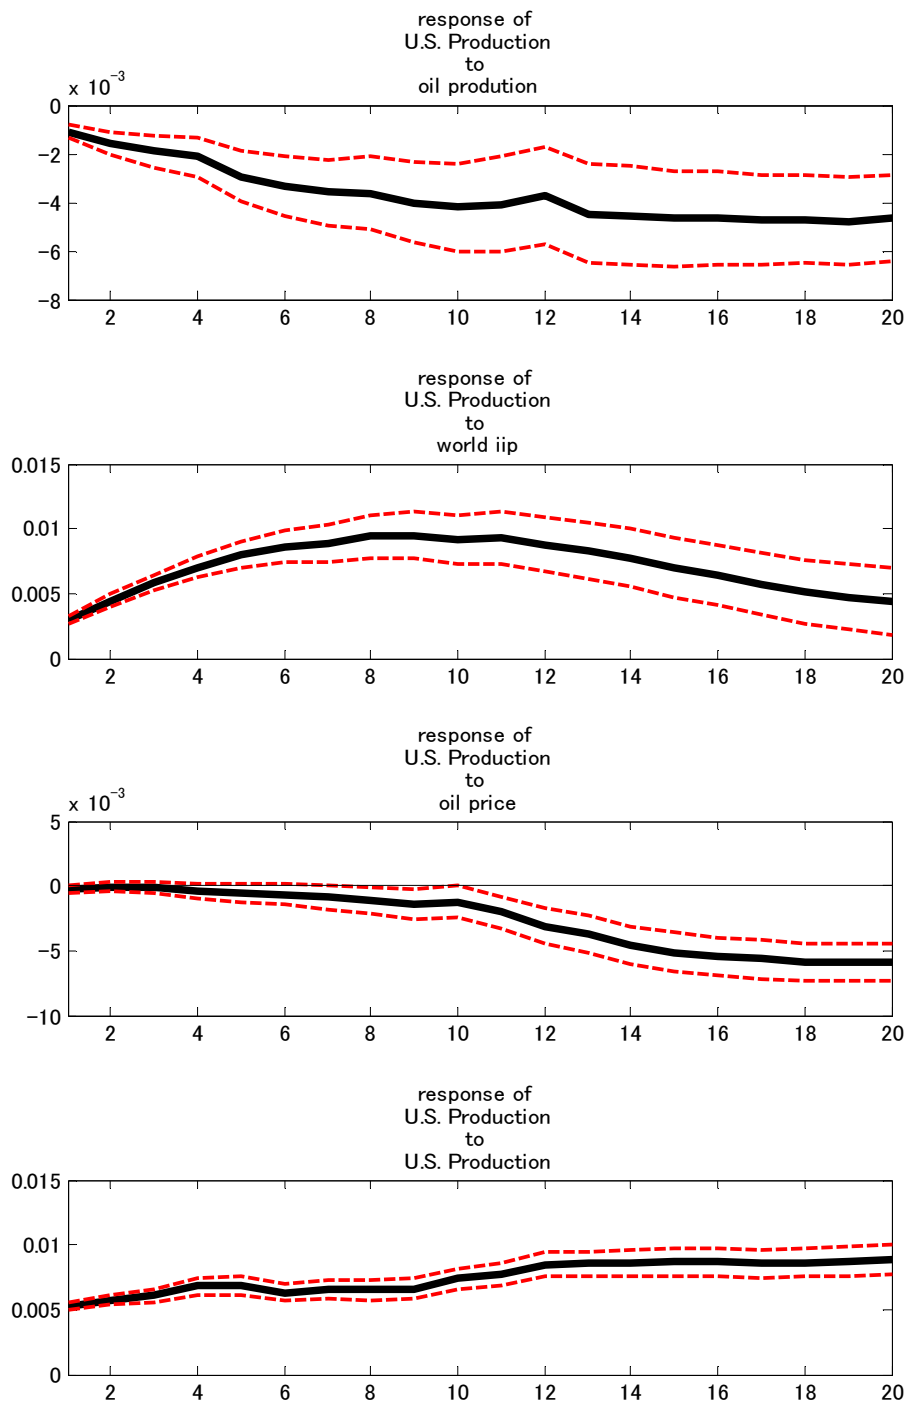 response of
U.S. Production
to
oil prodution
x 10^-3
0
-2
-4
-6
-8
2 4 6 8 10 12 14 16 18 20
response of
U.S. Production
to
world iip
0.015
0.01
0.005
0
2 4 6 8 10 12 14 16 18 20
response of
U.S. Production
to
oil price
x 10^-3
5
0
-5
-10
2 4 6 8 10 12 14 16 18 20
response of
U.S. Production
to
U.S. Production
0.015
0.01
0.005
0
2 4 6 8 10 12 14 16 18 20